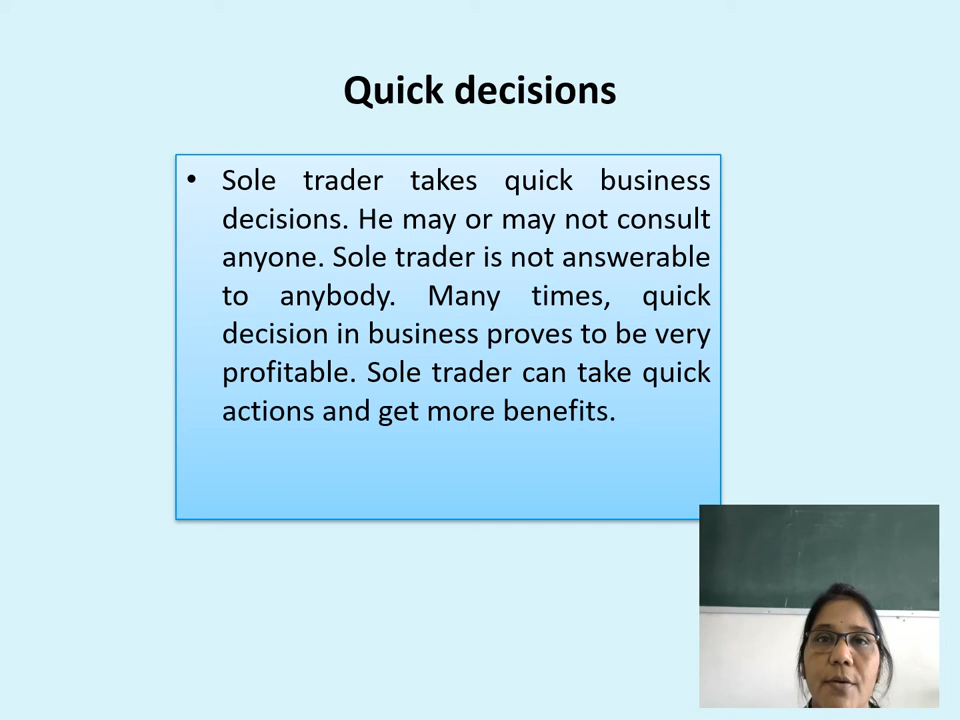 Quick decisions
• Sole trader takes quick business
decisions. He may or may not consult
anyone. Sole trader is not answerable
to anybody. Many times, quick
decision in business proves to be very
profitable. Sole trader can take quick
actions and get more benefits.